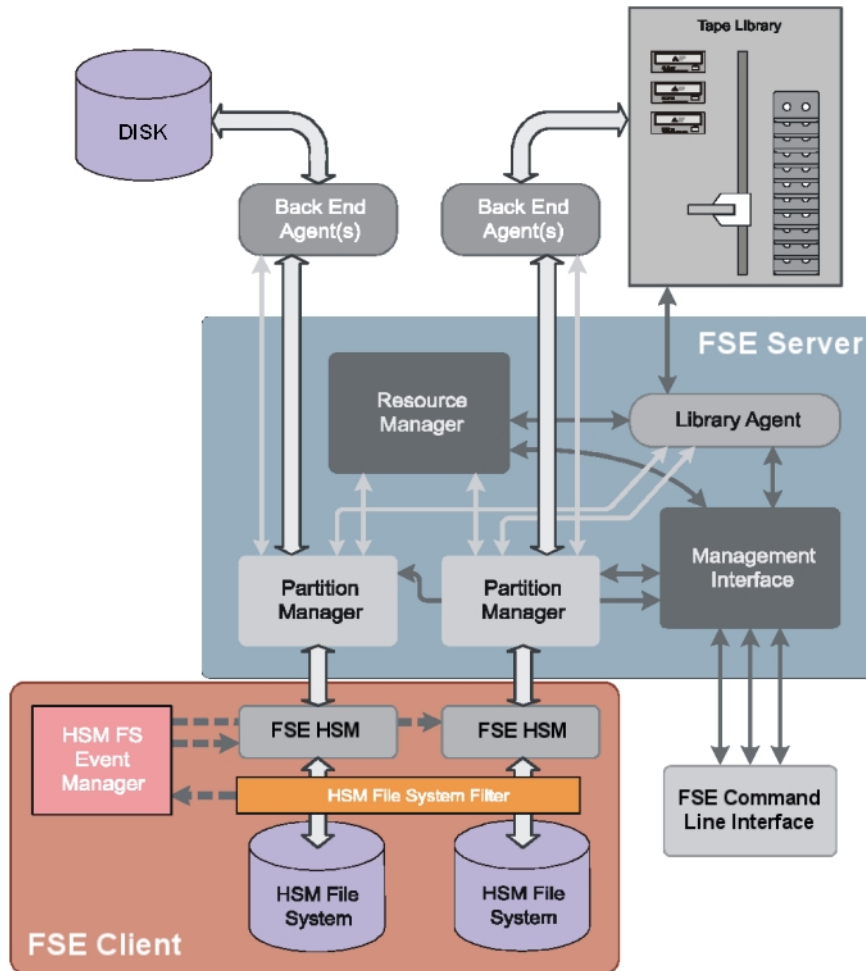 Tape Library
DISK
Back End
Agent(s)
Back End
Agent(s)
FSE Server
Resource
Manager
Library Agent
Management
Interface
Partition
Manager
Partition
Manager
HSM FS
Event
Manager
FSE HSM
FSE HSM
HSM File System Filter
FSE Command
Line Interface
HSM File
System
HSM File
System
FSE Client